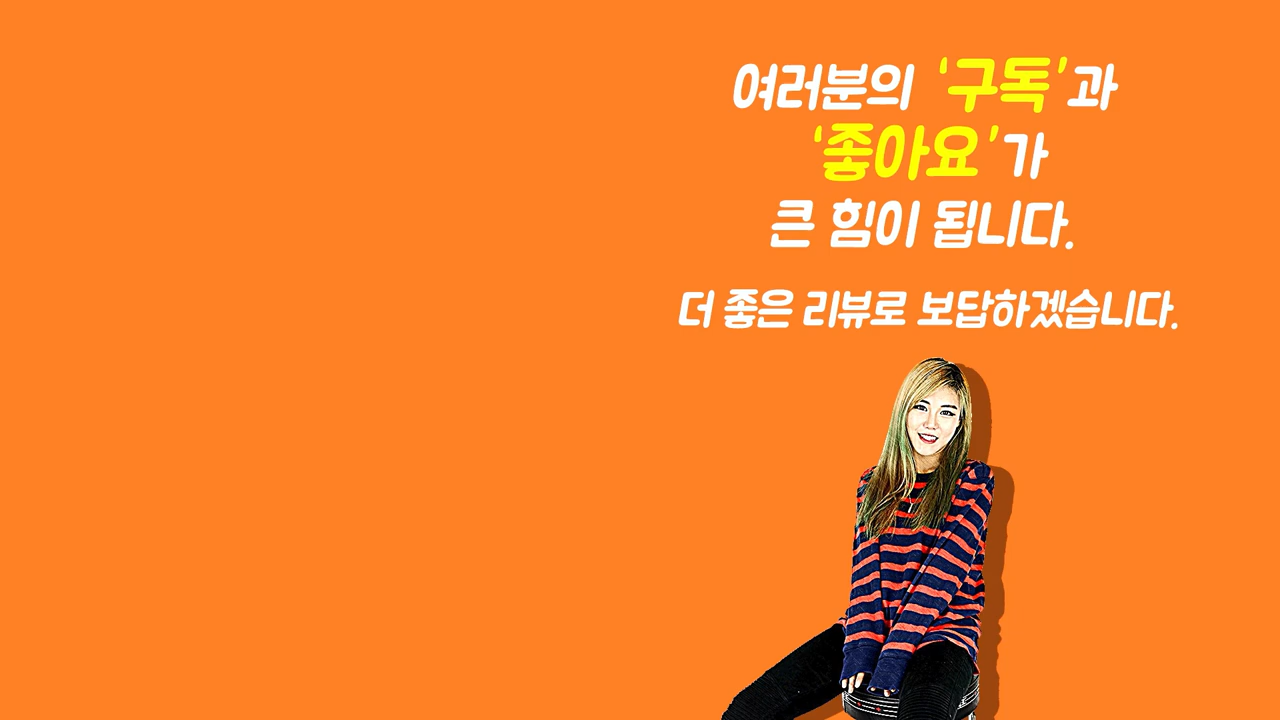 여러분의 '구독'과
'좋아요'가
큰 힘이 됩니다.
더 좋은 리뷰로 보답하겠습니다.